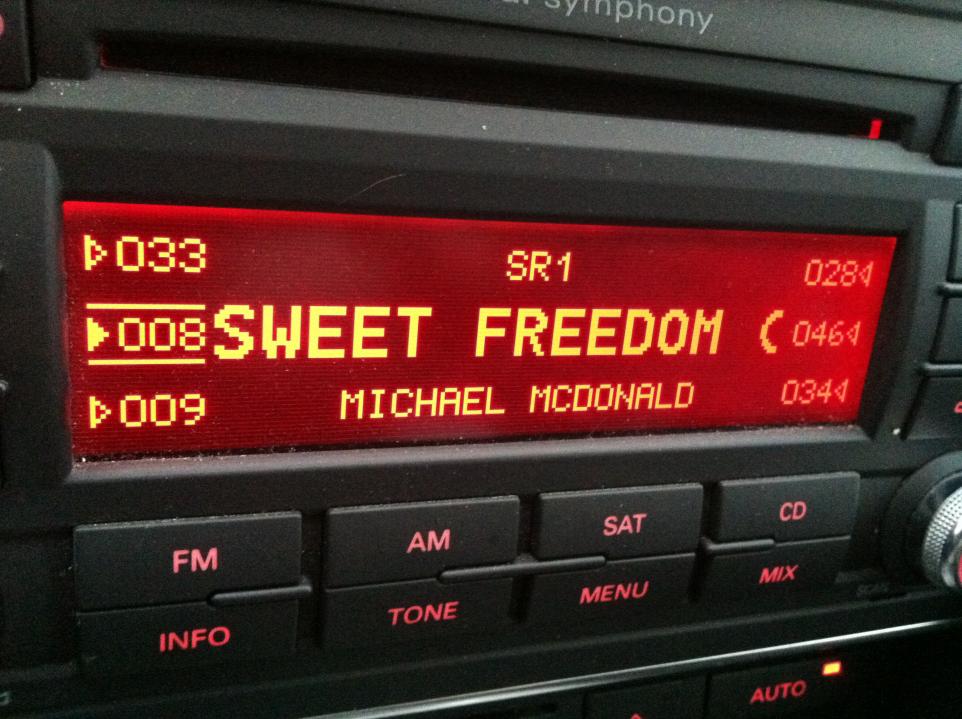 symphony
033 SR1 028
008 SWEET FREEDOM ( 046
009 MICHAEL MCDONALD 034
FM AM SAT CD
INFO TONE MENU MIX
SCAN
AUTO